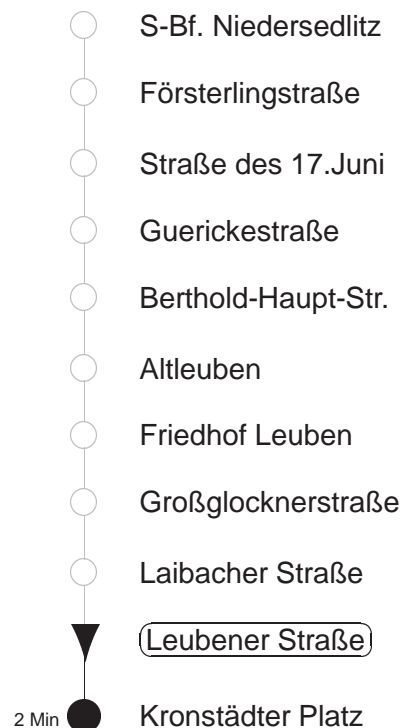 S-Bf. Niedersedlitz
Försterlingstraße
Straße des 17.Juni
Guerickestraße
Berthold-Haupt-Str.
Altleuben
Friedhof Leuben
Großglocknerstraße
Laibacher Straße
Leubener Straße
2 Min Kronstädter Platz